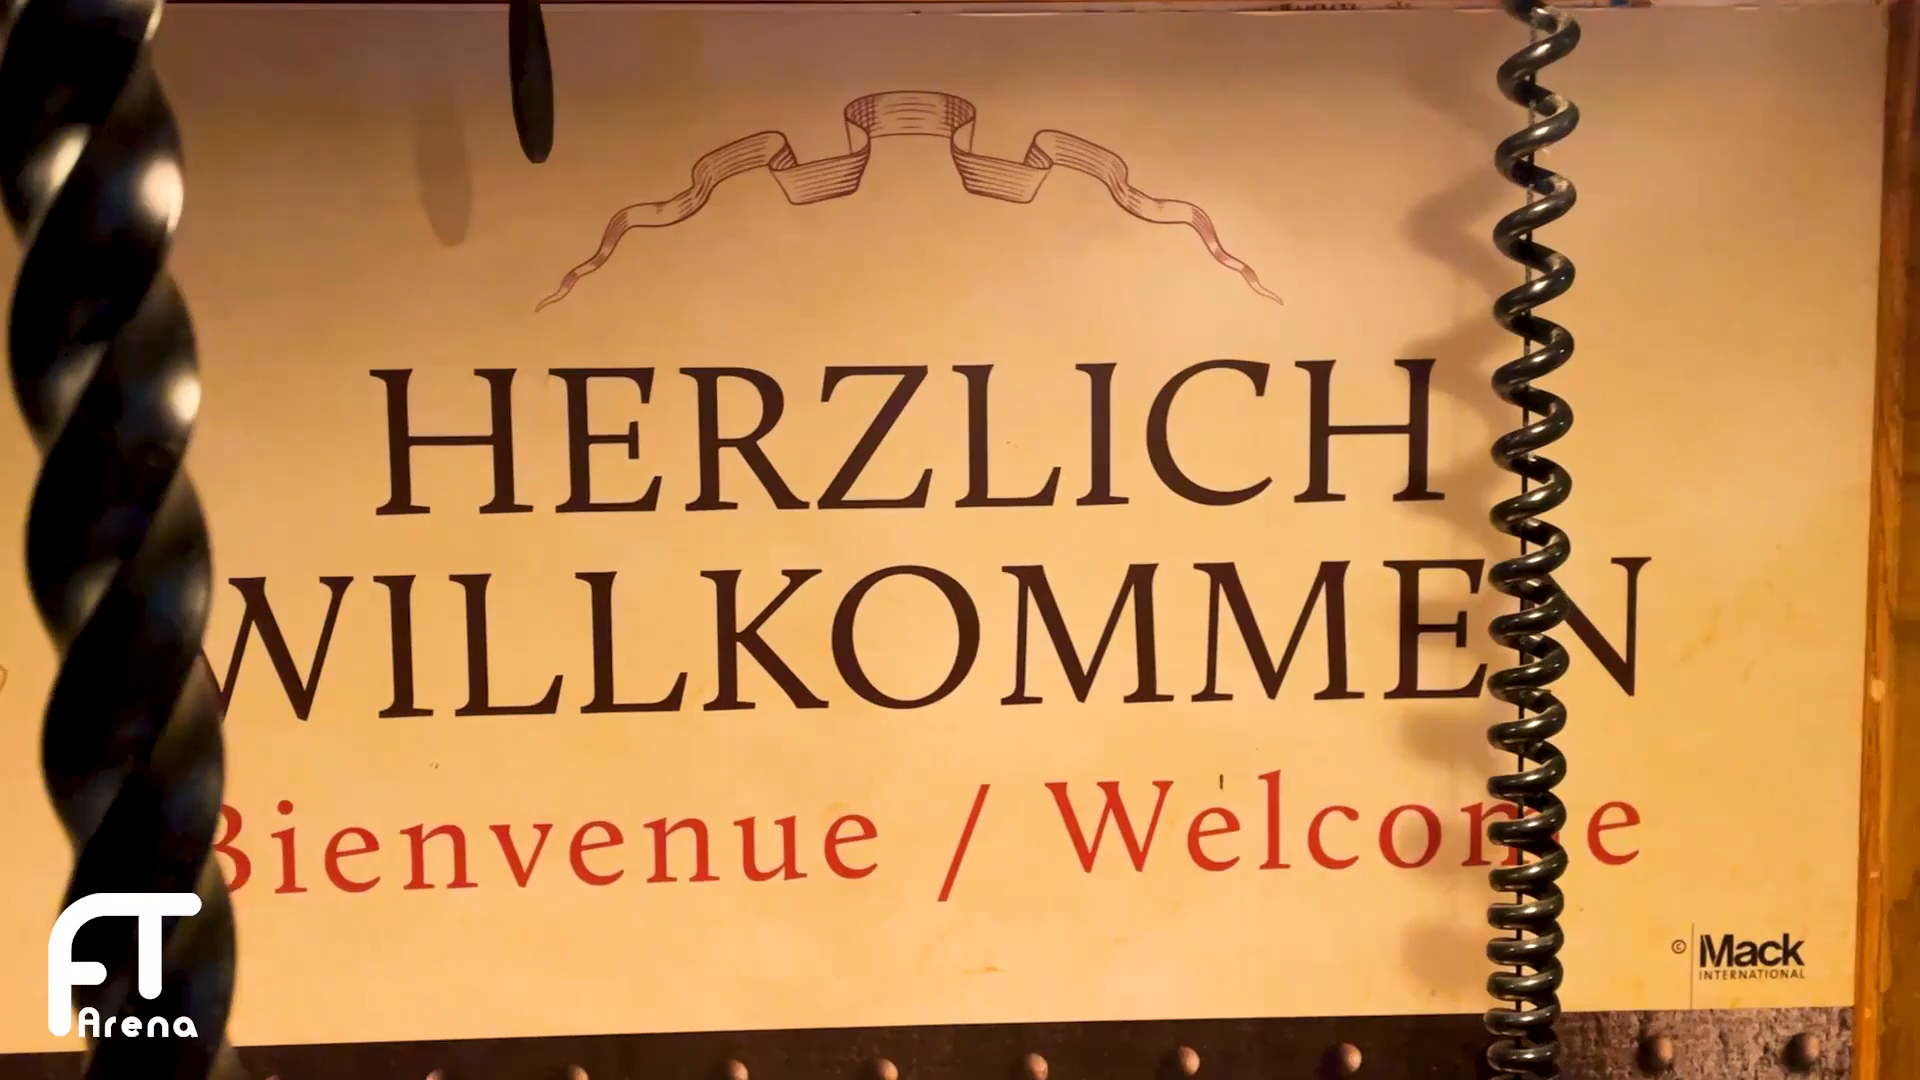 HERZLICH
WILLKOMMEN
Bienvenue / Welcome
© Mack
INTERNATIONAL
FT
Arena